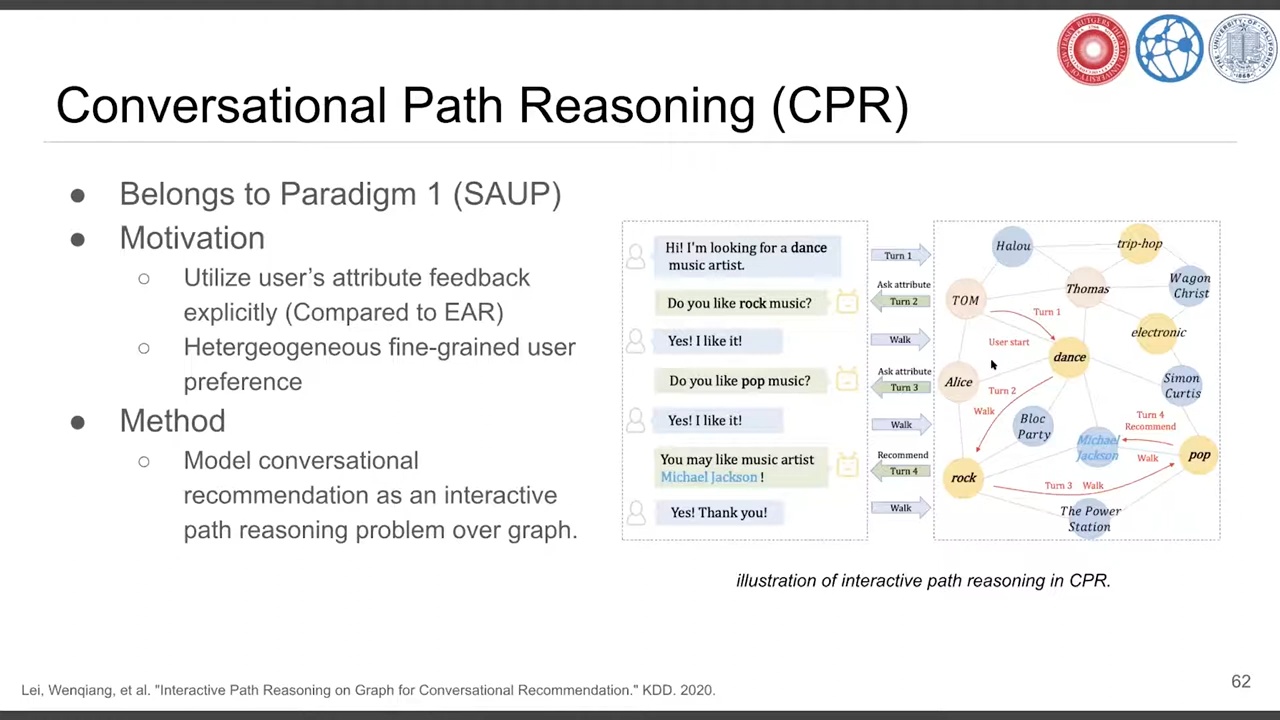 Conversational Path Reasoning (CPR)
● Belongs to Paradigm 1 (SAUP)
● Motivation
○ Utilize user's attribute feedback
explicitly (Compared to EAR)
○ Hetergeogeneous fine-grained user
preference
● Method
○ Model conversational
recommendation as an interactive
path reasoning problem over graph.
Hi! I'm looking for a dance
music artist.
Do you like rock music?
Yes! I like it!
Do you like pop music?
Yes! I like it!
You may like music artist
Michael Jackson !
Yes! Thank you!
Turn 1
Ask attribute
Turn 2
Walk
Ask attribute
Turn 3
Walk
Recommend
Turn 4
Walk
Halou
trip-hop
Wagon
Christ
TOM
Thomas
Turn 1
User start
electronic
dance
Alice
Turn 2
Walk
Simon
Curtis
Bloc
Party
Turn 4
Recommend
Michael
Jackson
Walk
pop
rock
Turn 3 Walk
The Power
Station
illustration of interactive path reasoning in CPR.
Lei, Wenqiang, et al. "Interactive Path Reasoning on Graph for Conversational Recommendation." KDD. 2020.
62